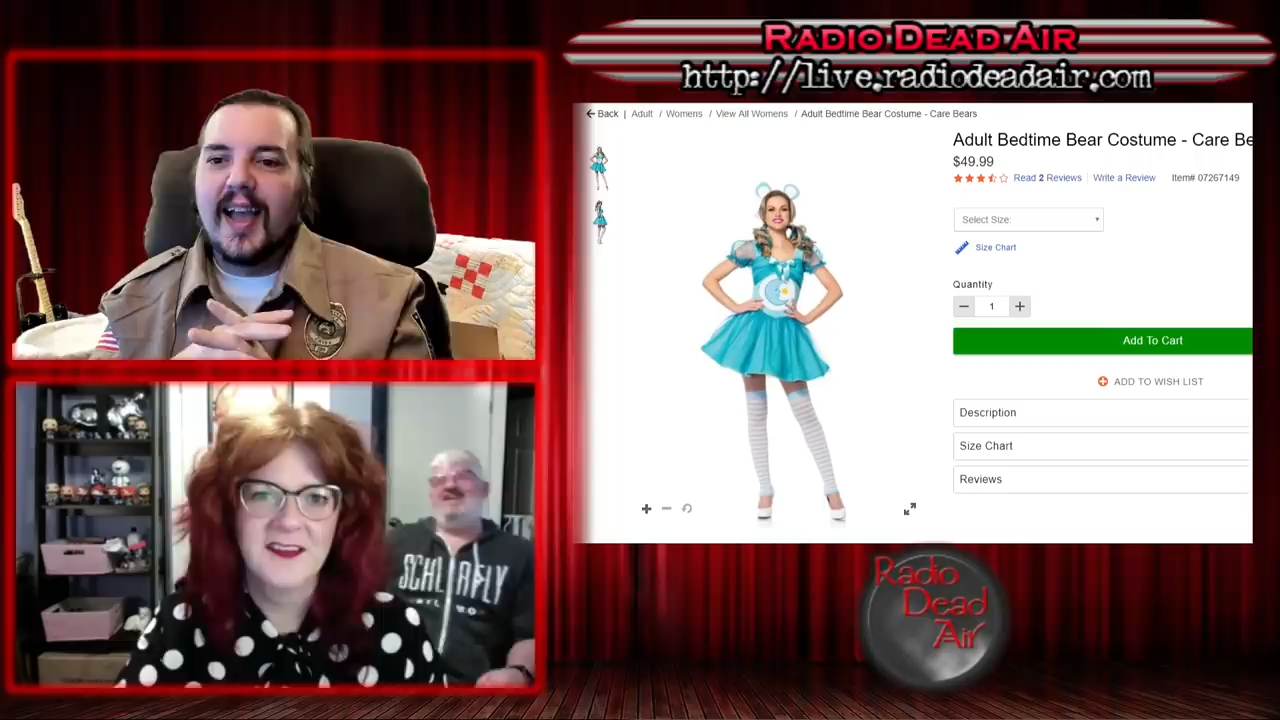 Radio Dead Air
http://live.radiodeadair.com
Back | Adult / Womens / View All Womens / Adult Bedtime Bear Costume - Care Bears
Adult Bedtime Bear Costume - Care Be
$49.99
Read 2 Reviews | Write a Review Item# 07267149
Select Size:
Size Chart
Quantity
1
Add To Cart
ADD TO WISH LIST
Description
Size Chart
Reviews
Radio
Dead
Air